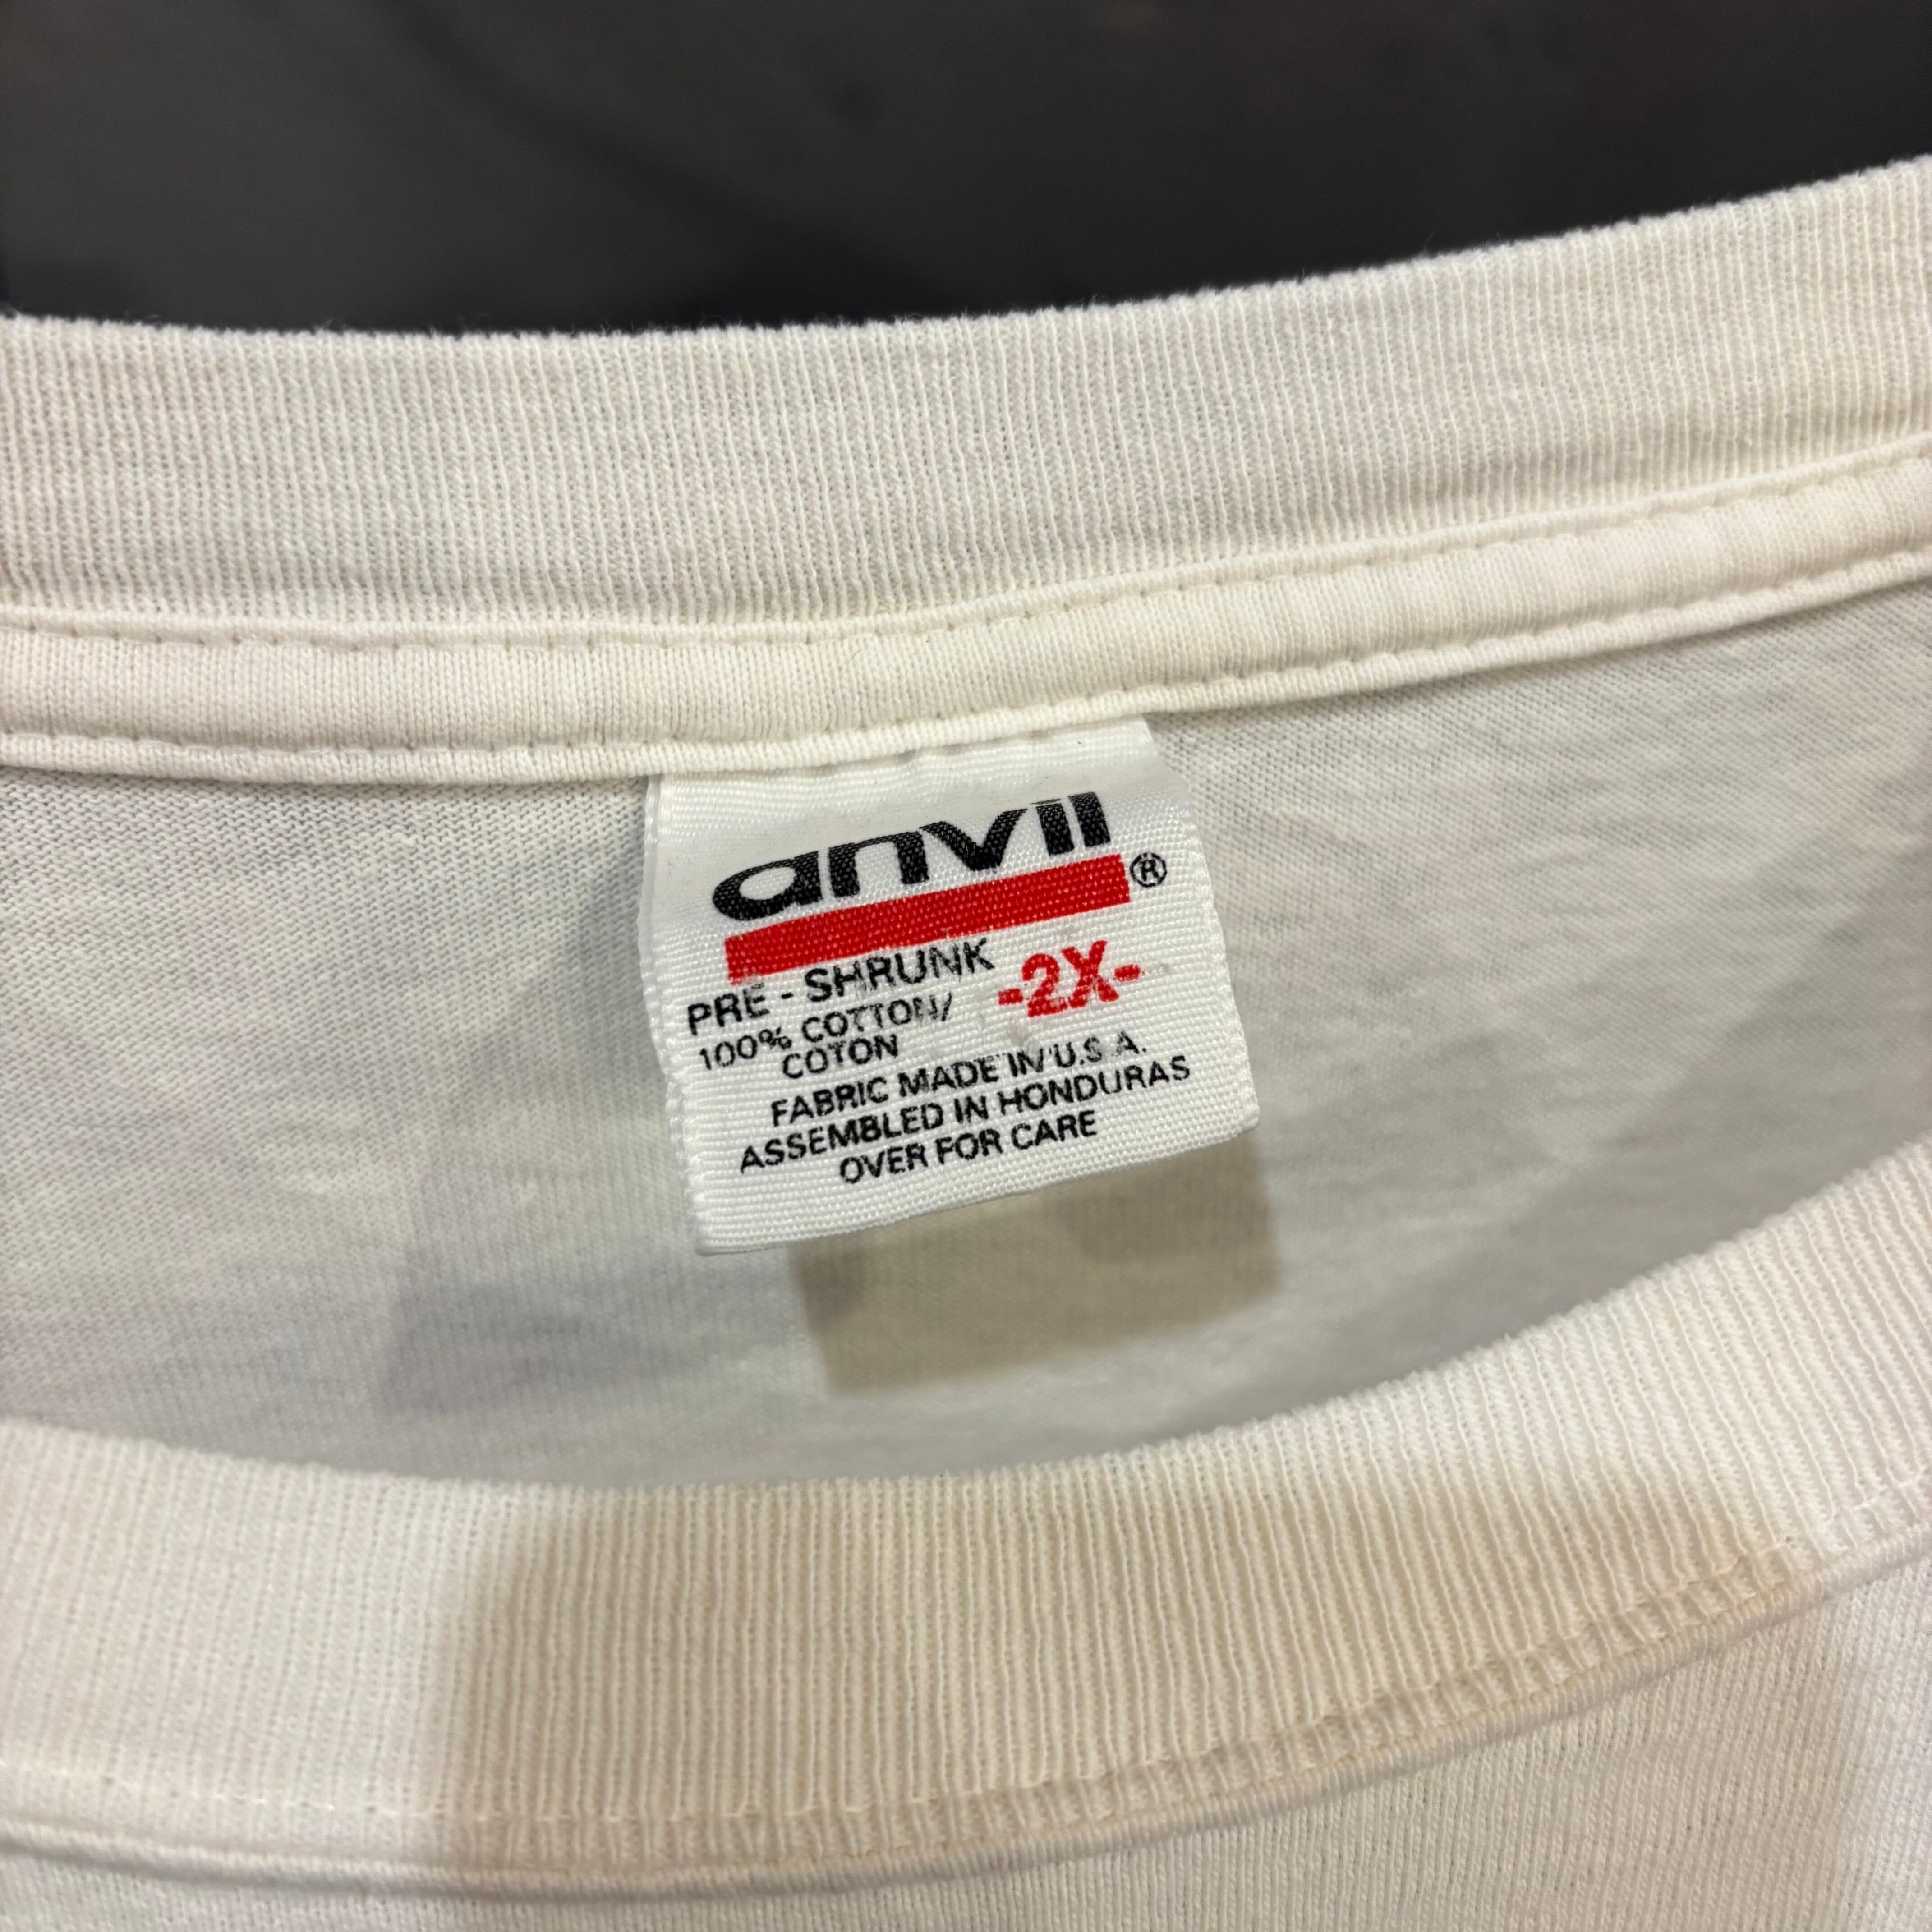 anvil®
PRE - SHRUNK -2X-
100% COTTON/
COTON
FABRIC MADE IN U.S.A.
ASSEMBLED IN HONDURAS
OVER FOR CARE